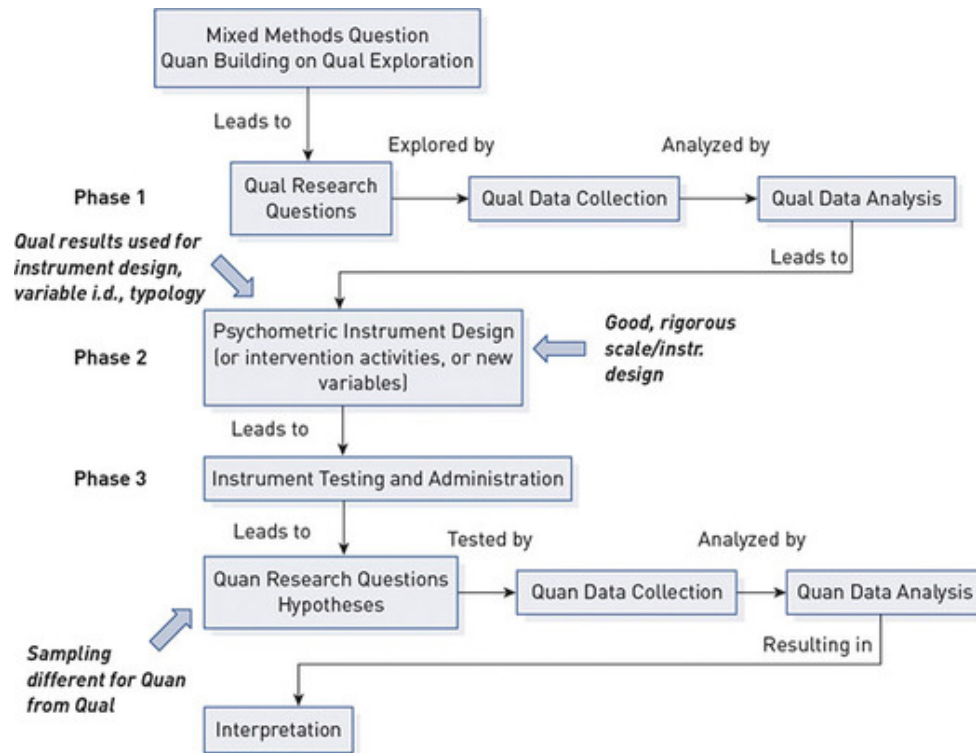 Mixed Methods Question
Quan Building on Qual Exploration
Leads to
Explored by
Analyzed by
Phase 1
Qual Research
Questions
Qual Data Collection
Qual Data Analysis
Qual results used for
instrument design,
variable i.d., typology
Leads to
Phase 2
Psychometric Instrument Design
(or intervention activities, or new
variables)
Good, rigorous
scale/instr.
design
Leads to
Phase 3
Instrument Testing and Administration
Leads to
Tested by
Analyzed by
Quan Research Questions
Hypotheses
Quan Data Collection
Quan Data Analysis
Sampling
different for Quan
from Qual
Resulting in
Interpretation